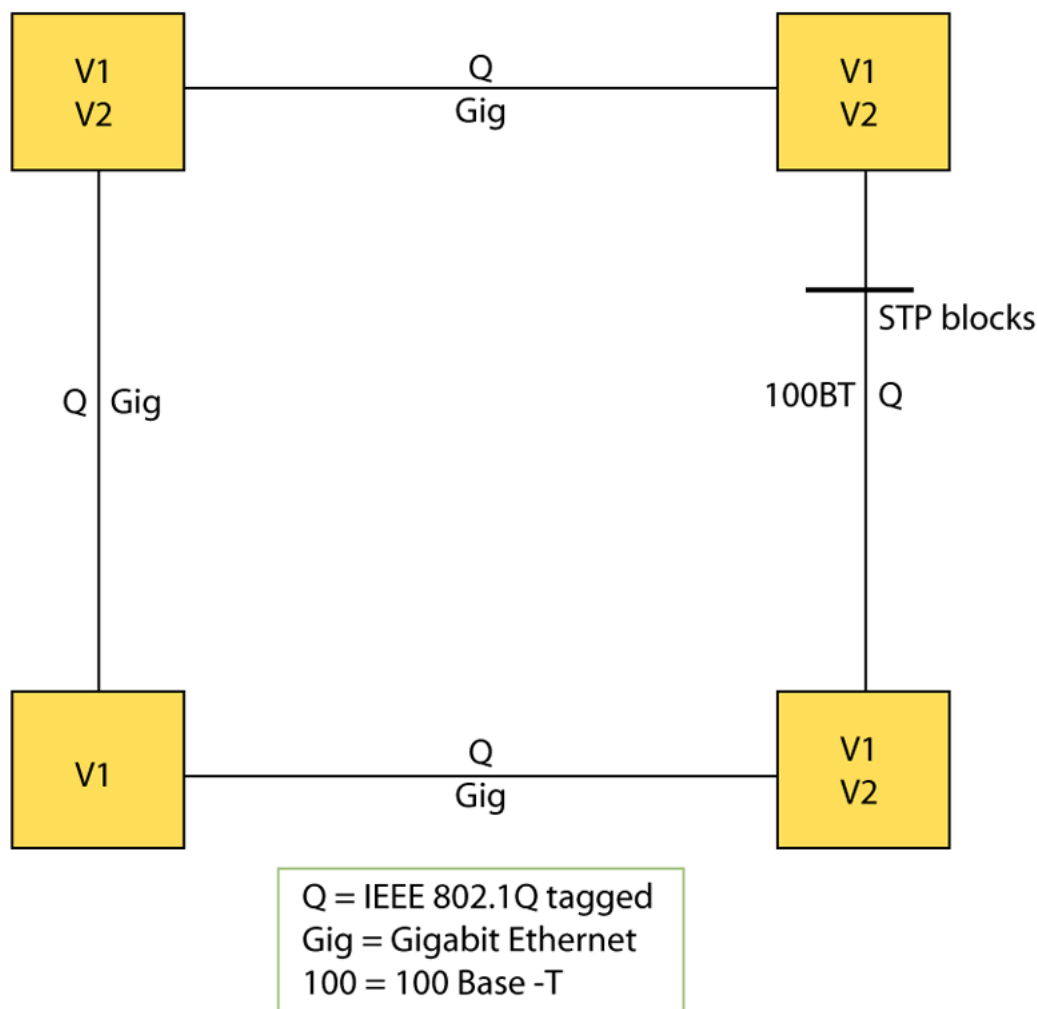 V1
V2
Q
Gig
V1
V2
STP blocks
Q Gig
100BT Q
V1
Q
Gig
V1
V2
Q = IEEE 802.1Q tagged
Gig = Gigabit Ethernet
100 = 100 Base -T